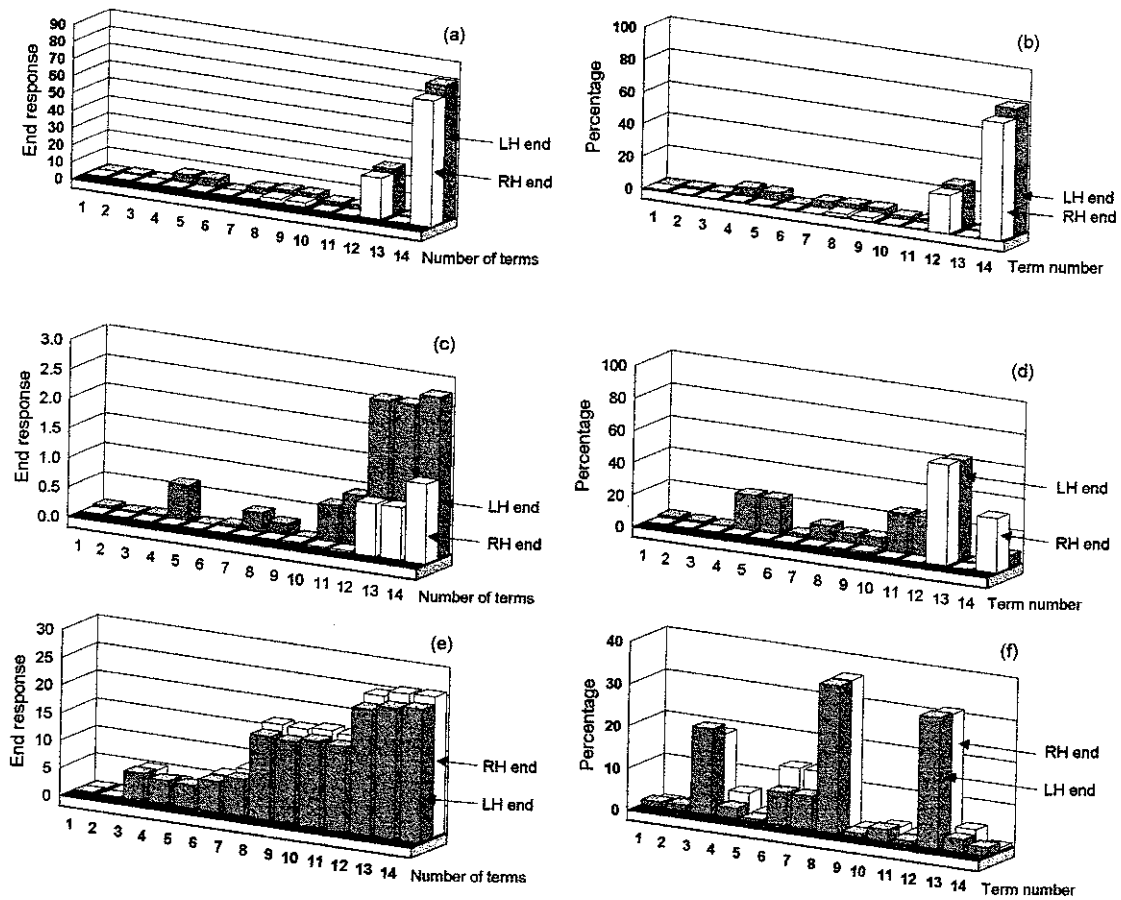 (a)
End response
90
80
70
60
50
40
30
20
10
0
1 2 3 4 5 6 7 8 9 10 11 12 13 14
Number of terms
LH end
RH end
(b)
Percentage
100
80
60
40
20
0
1 2 3 4 5 6 7 8 9 10 11 12 13 14
Term number
LH end
RH end
(c)
End response
3.0
2.5
2.0
1.5
1.0
0.5
0.0
1 2 3 4 5 6 7 8 9 10 11 12 13 14
Number of terms
LH end
RH end
(d)
Percentage
100
80
60
40
20
0
1 2 3 4 5 6 7 8 9 10 11 12 13 14
Term number
LH end
RH end
(e)
End response
30
25
20
15
10
5
0
1 2 3 4 5 6 7 8 9 10 11 12 13 14
Number of terms
RH end
LH end
(f)
Percentage
40
30
20
10
0
1 2 3 4 5 6 7 8 9 10 11 12 13 14
Term number
RH end
LH end